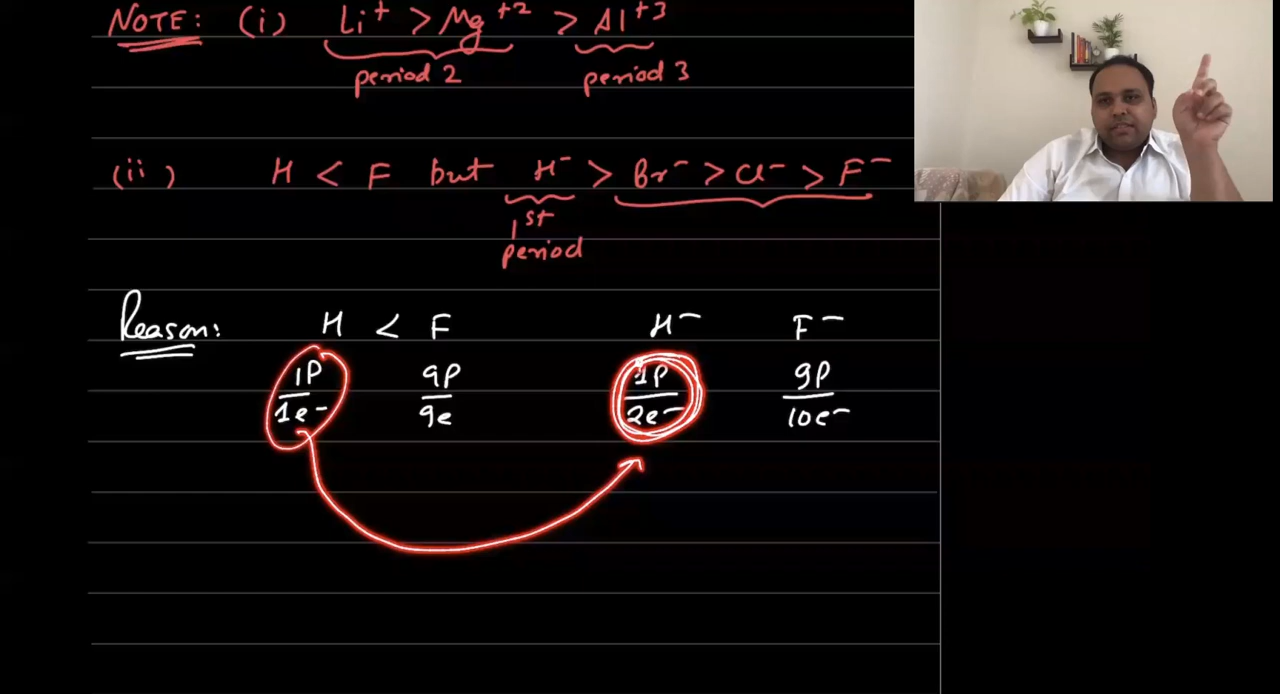 NOTE: (i) Li⁺ > Mg⁺² > Al⁺³
period 2 period 3
(ii) H < F but H⁻ > Br⁻ > Cl⁻ > F⁻
1st
period
Reason: H < F H⁻ F⁻
1P 9P 1P 9P
1e⁻ 9e 2e⁻ 10e⁻